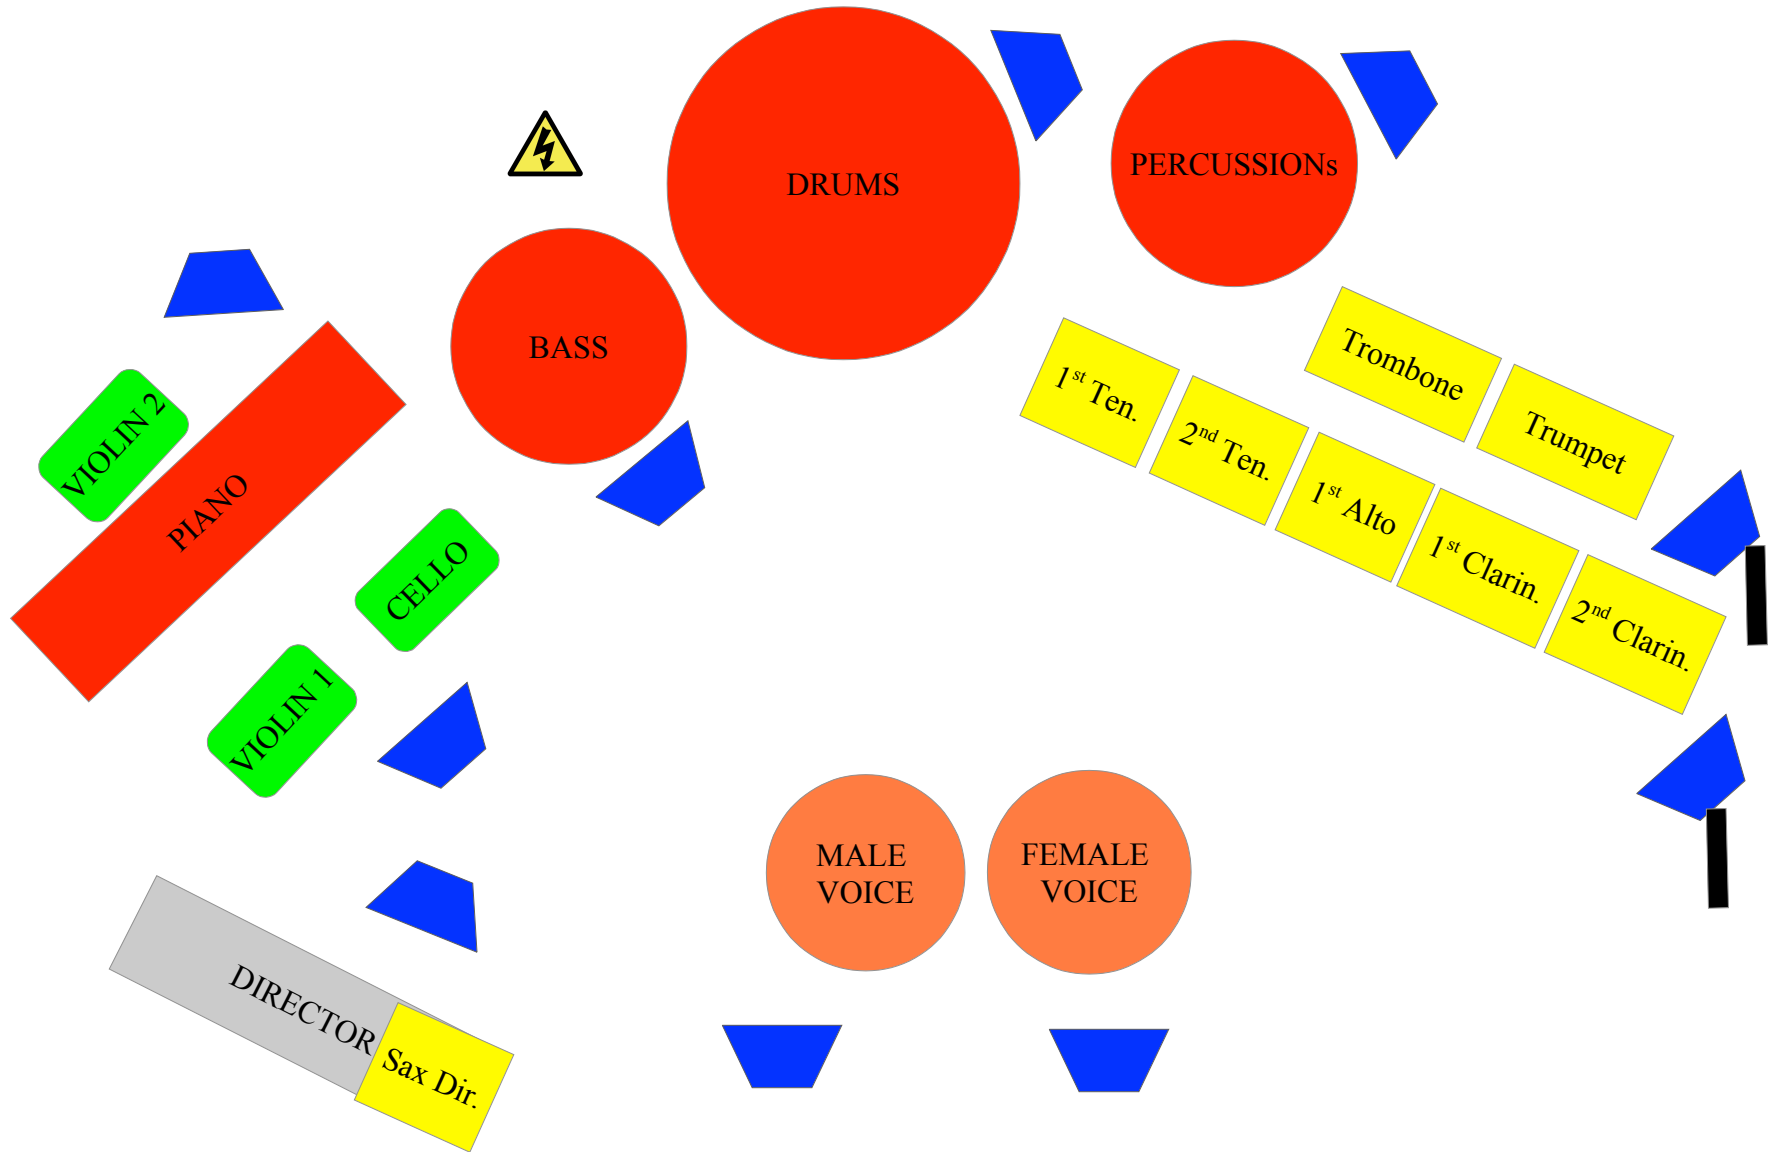 DRUMS
PERCUSSIONs
BASS
Trombone
Trumpet
1st Ten.
2nd Ten.
1st Alto
1st Clarin.
2nd Clarin.
VIOLIN 2
PIANO
CELLO
VIOLIN 1
MALE
VOICE
FEMALE
VOICE
DIRECTOR
Sax Dir.